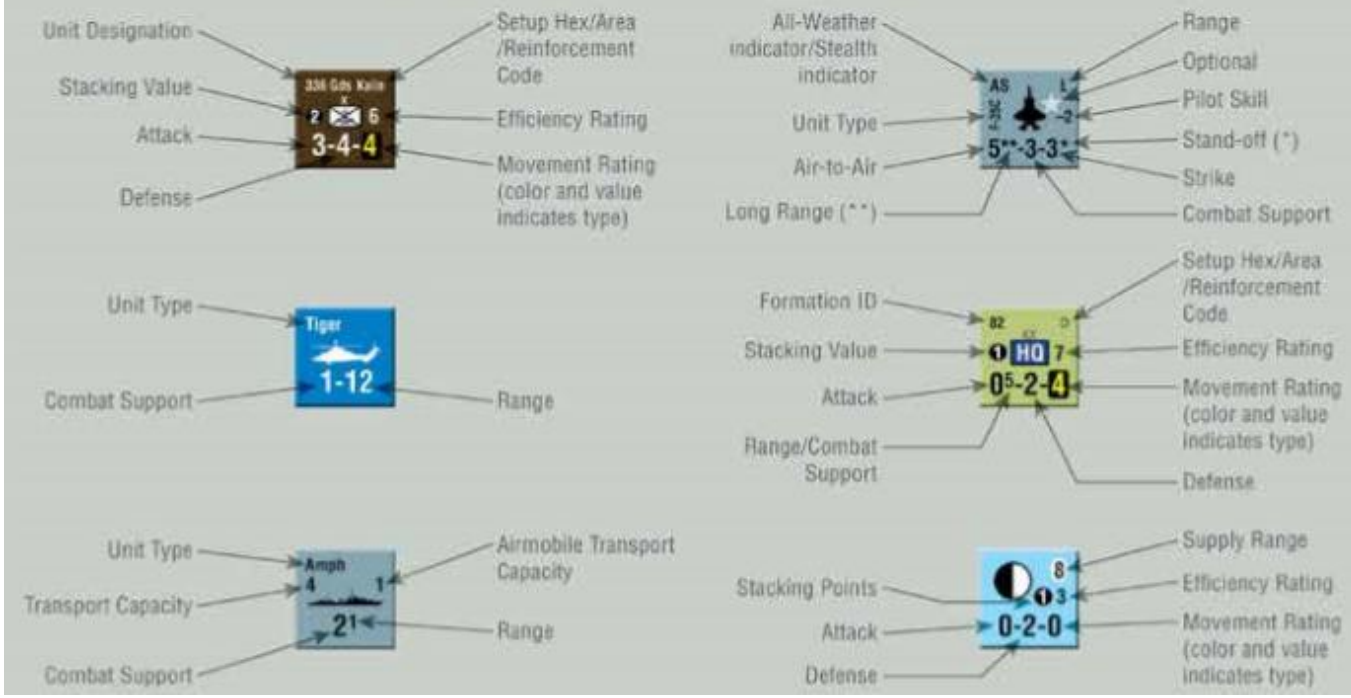 Unit Designation
Stacking Value
Attack
Defense
336 Gds Kalin
x
2 6
3-4-4
Setup Hex/Area
/Reinforcement
Code
Efficiency Rating
Movement Rating
(color and value
indicates type)
All-Weather
indicator/Stealth
indicator
Unit Type
Air-to-Air
Long Range (**)
AS L
F-35C
-2
5**-3-3*
Range
Optional
Pilot Skill
Stand-off (*)
Strike
Combat Support
Unit Type
Combat Support
Tiger
1-12
Range
Formation ID
Stacking Value
Attack
Range/Combat
Support
82
xx
1 HQ 7
0⁵-2-4
Setup Hex/Area
/Reinforcement
Code
Efficiency Rating
Movement Rating
(color and value
indicates type)
Defense
Unit Type
Transport Capacity
Combat Support
Amph
4 1
2¹
Airmobile Transport
Capacity
Range
Stacking Points
Attack
Defense
8
1 3
0-2-0
Supply Range
Efficiency Rating
Movement Rating
(color and value
indicates type)